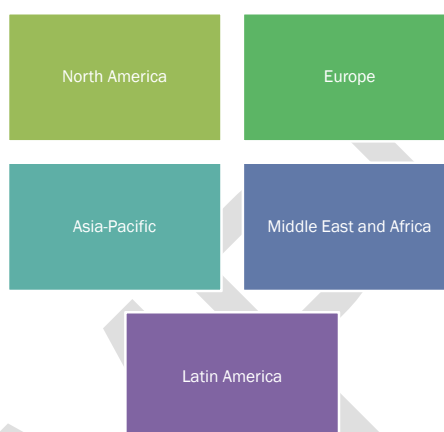 North America
Europe
Asia-Pacific
Middle East and Africa
Latin America